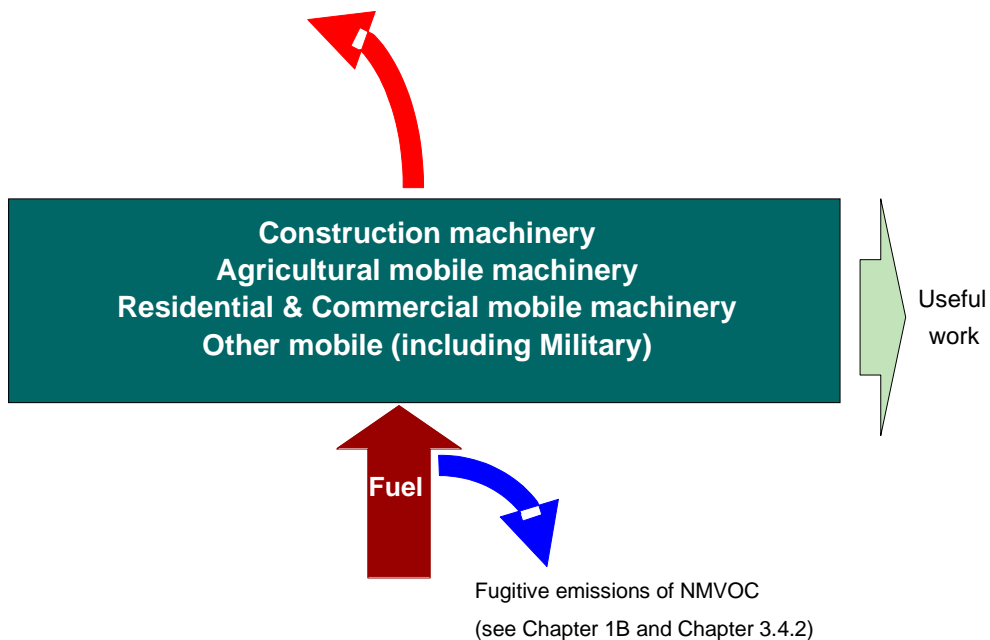 Construction machinery
Agricultural mobile machinery
Residential & Commercial mobile machinery
Other mobile (including Military)
Useful
work
Fuel
Fugitive emissions of NMVOC
(see Chapter 1B and Chapter 3.4.2)